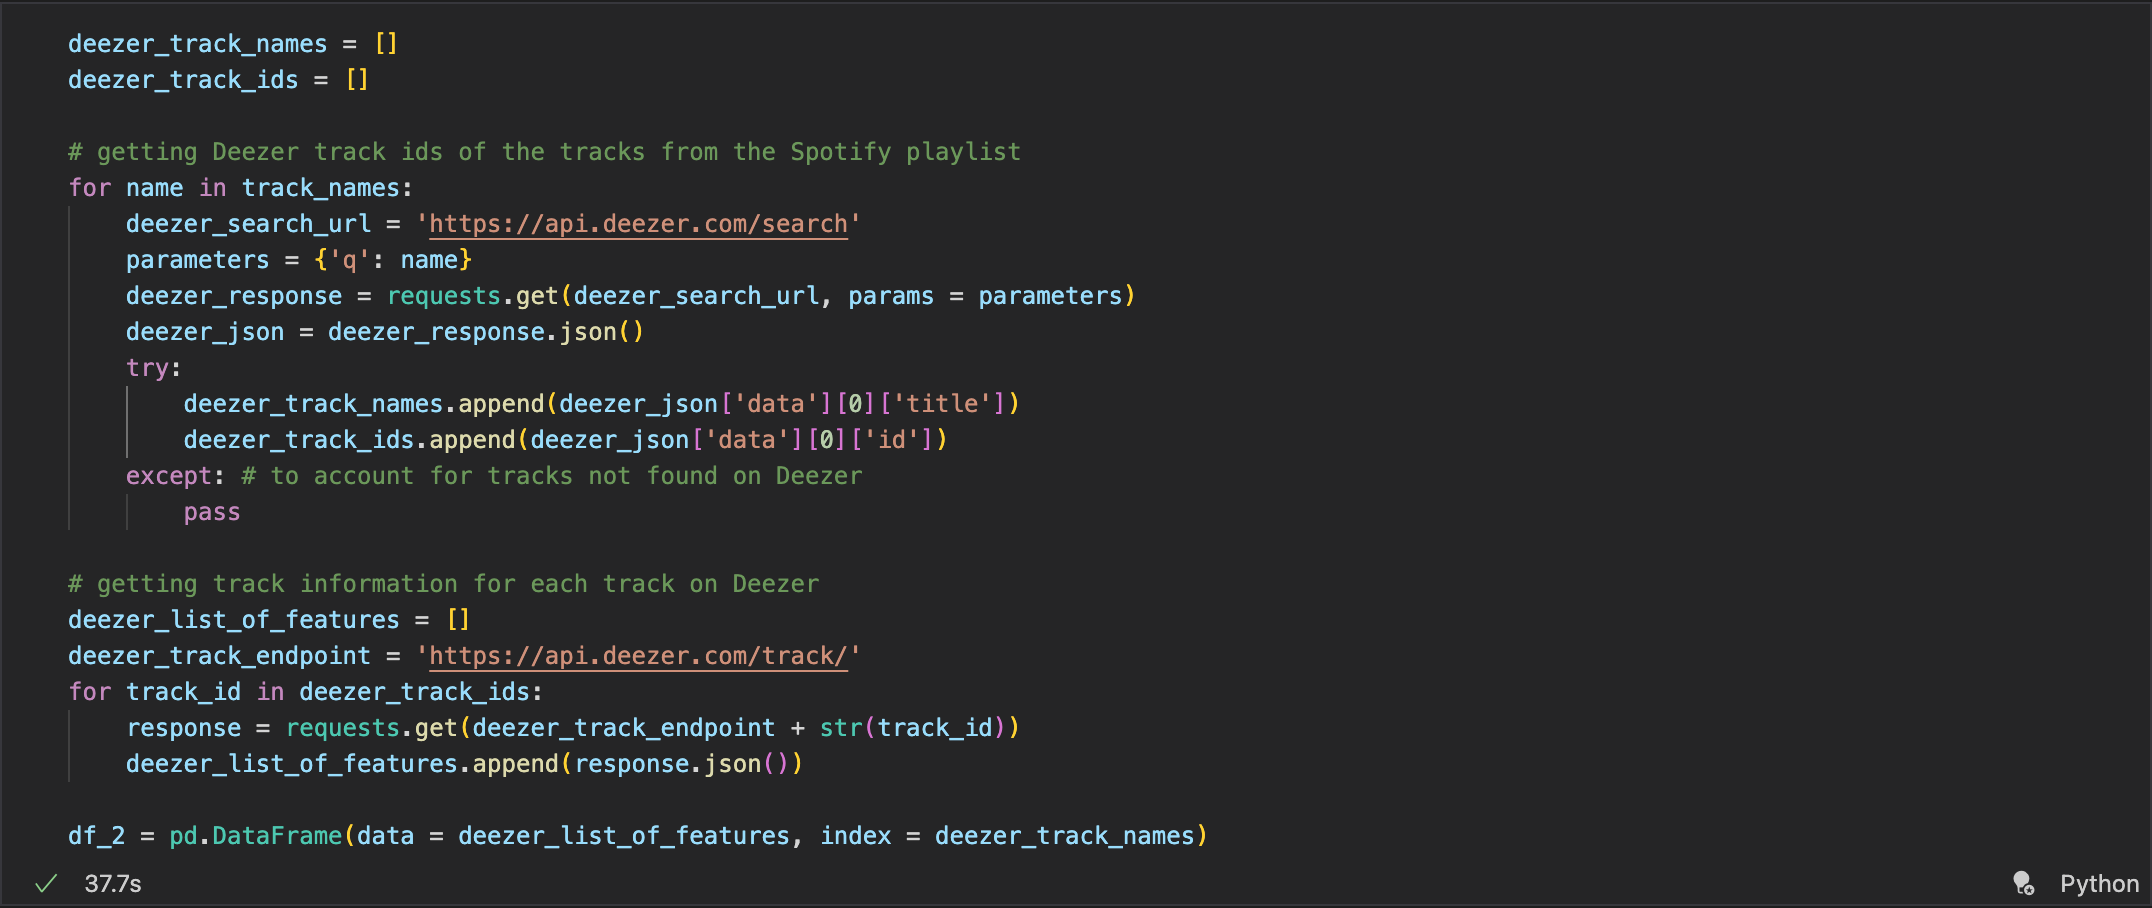 deezer_track_names = []
deezer_track_ids = []
# getting Deezer track ids of the tracks from the Spotify playlist
for name in track_names:
    deezer_search_url = 'https://api.deezer.com/search'
    parameters = {'q': name}
    deezer_response = requests.get(deezer_search_url, params = parameters)
    deezer_json = deezer_response.json()
    try:
        deezer_track_names.append(deezer_json['data'][0]['title'])
        deezer_track_ids.append(deezer_json['data'][0]['id'])
    except: # to account for tracks not found on Deezer
        pass
# getting track information for each track on Deezer
deezer_list_of_features = []
deezer_track_endpoint = 'https://api.deezer.com/track/'
for track_id in deezer_track_ids:
    response = requests.get(deezer_track_endpoint + str(track_id))
    deezer_list_of_features.append(response.json())
df_2 = pd.DataFrame(data = deezer_list_of_features, index = deezer_track_names)
37.7s
Python